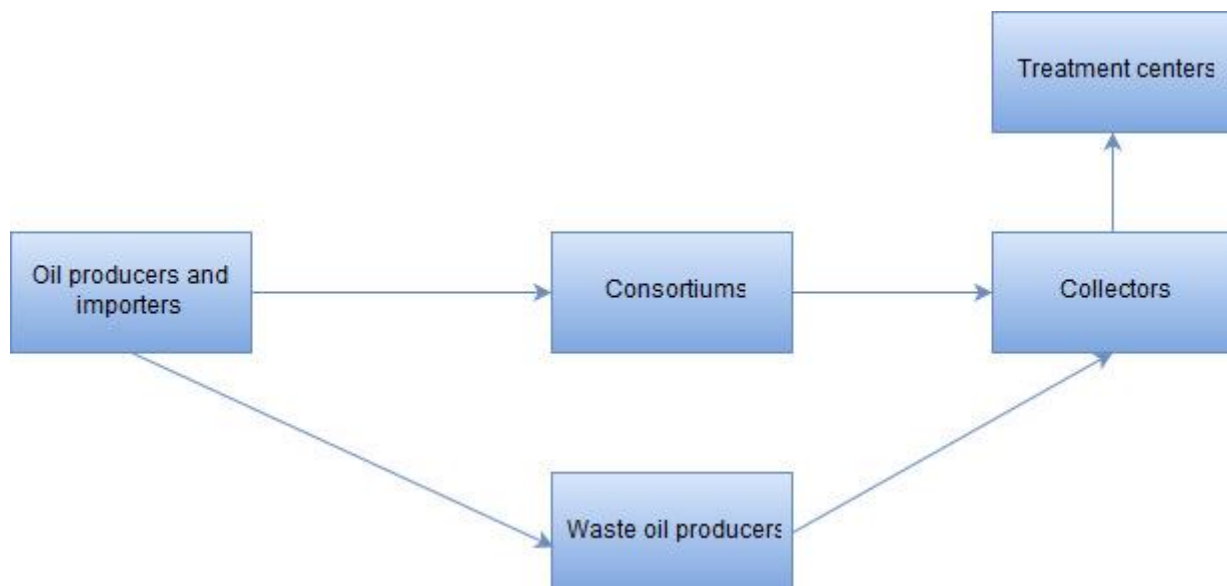 Treatment centers
Oil producers and
importers
Consortiums
Collectors
Waste oil producers